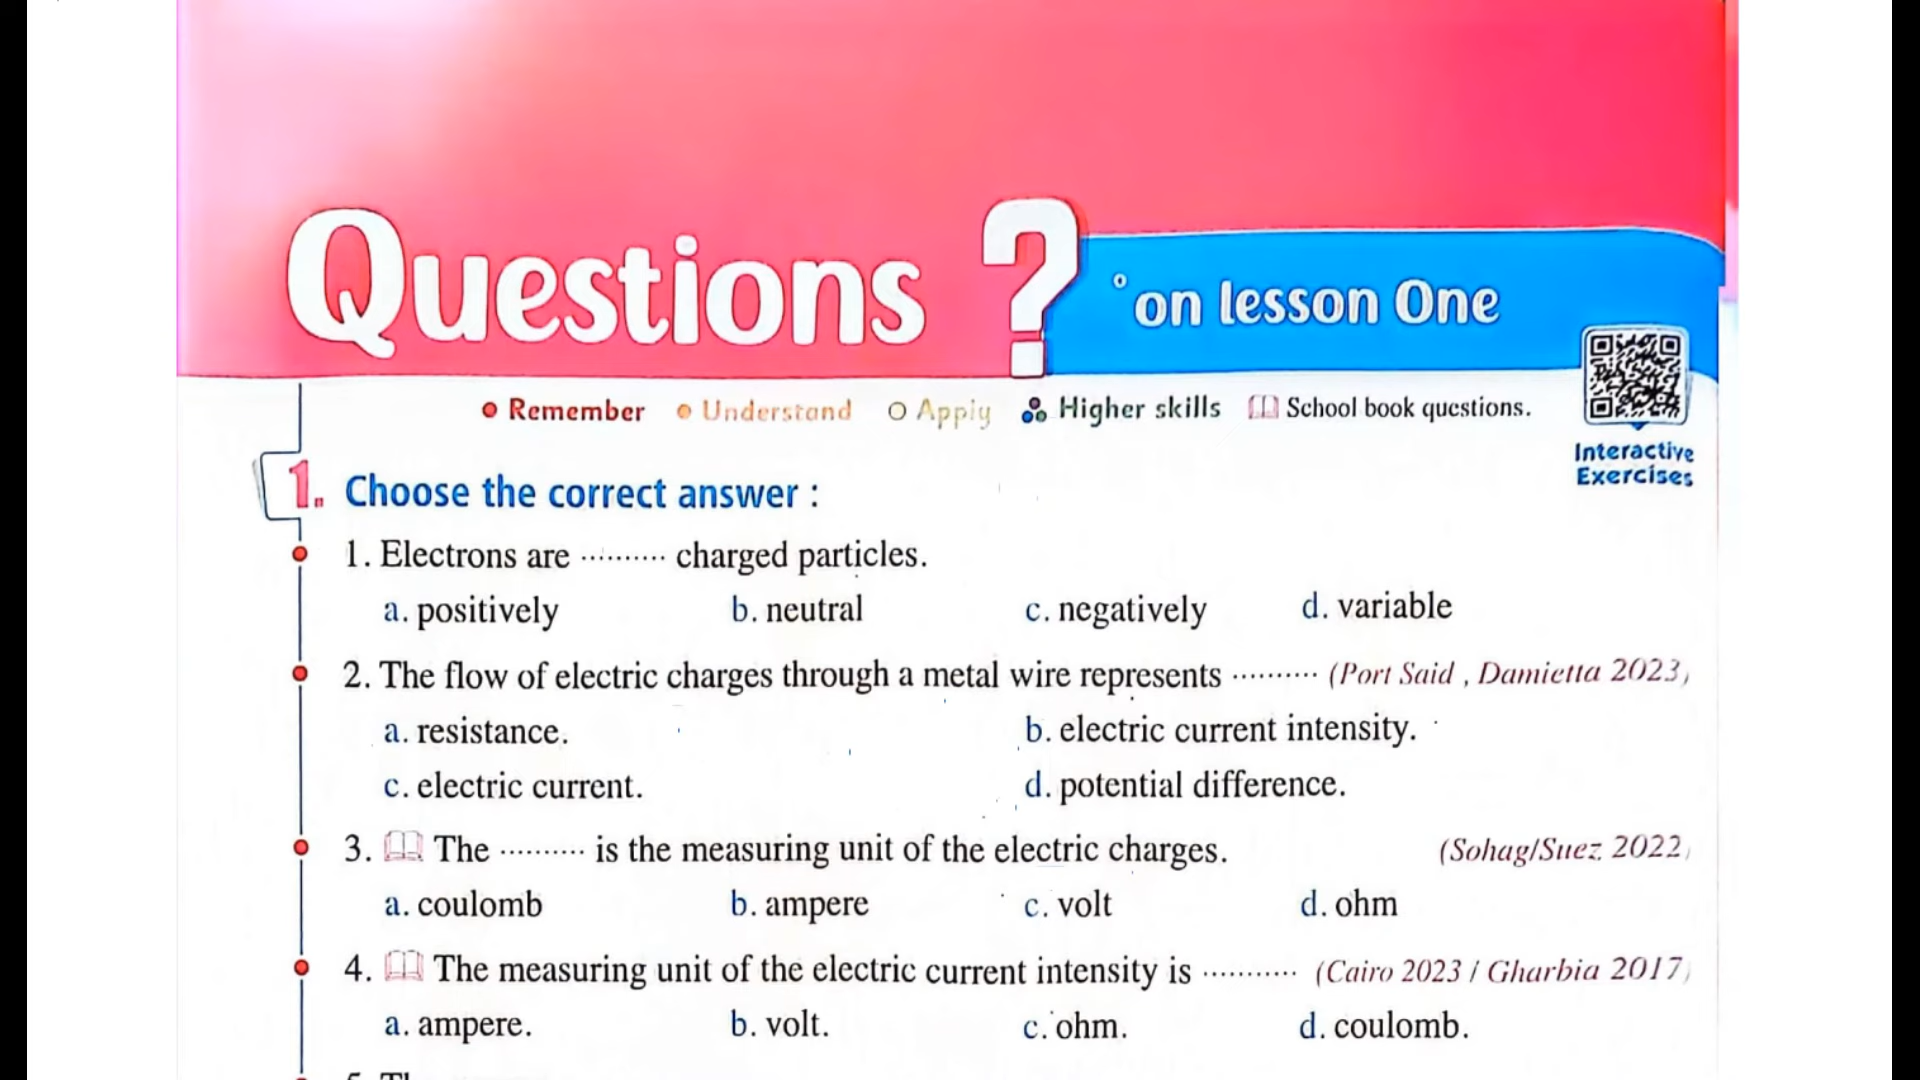 Questions ? on lesson One
Remember Understand Apply Higher skills School book questions.
Interactive
Exercises
1. Choose the correct answer :
1. Electrons are ·········· charged particles.
a. positively b. neutral c. negatively d. variable
2. The flow of electric charges through a metal wire represents ·········· (Port Said , Damietta 2023)
a. resistance. b. electric current intensity.
c. electric current. d. potential difference.
3. The ·········· is the measuring unit of the electric charges. (Sohag/Suez 2022)
a. coulomb b. ampere c. volt d. ohm
4. The measuring unit of the electric current intensity is ··········· (Cairo 2023 / Gharbia 2017)
a. ampere. b. volt. c. ohm. d. coulomb.